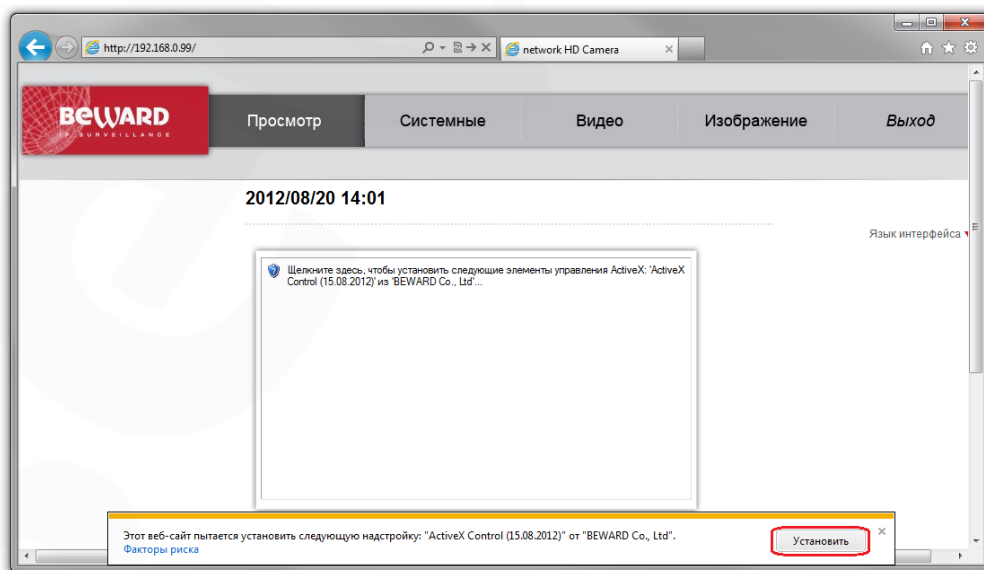 http://192.168.0.99/
network HD Camera
BEWARD
IP SURVEILLANCE
Просмотр
Системные
Видео
Изображение
Выход
2012/08/20 14:01
Язык интерфейса
Щелкните здесь, чтобы установить следующие элементы управления ActiveX: 'ActiveX
Control (15.08.2012)' из 'BEWARD Co., Ltd'...
Этот веб-сайт пытается установить следующую надстройку: "ActiveX Control (15.08.2012)" от "BEWARD Co., Ltd".
Факторы риска
Установить